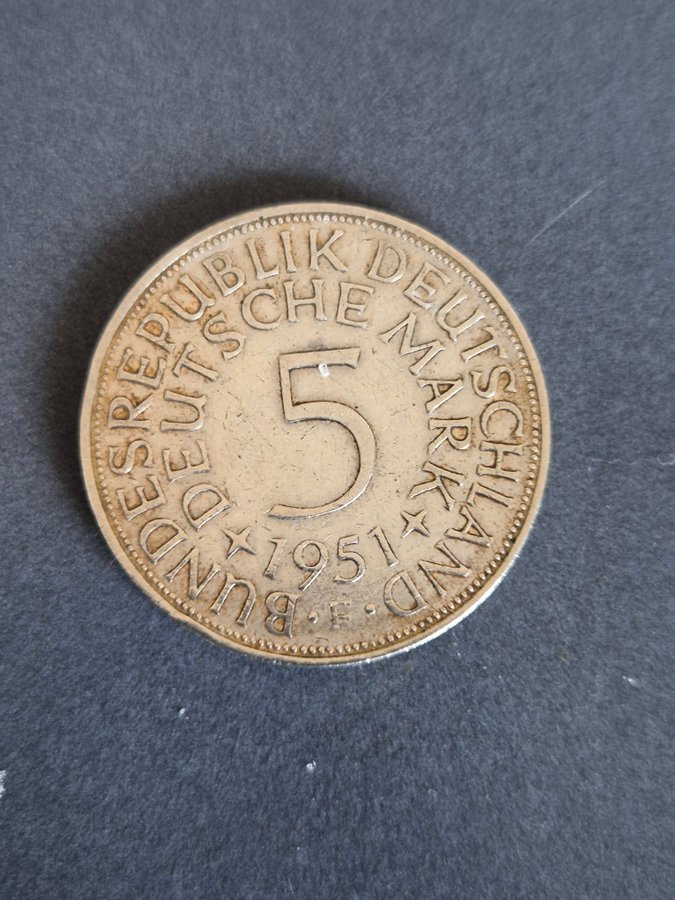 BUNDESREPUBLIK DEUTSCHLAND
DEUTSCHE MARK
5
1951
· F ·